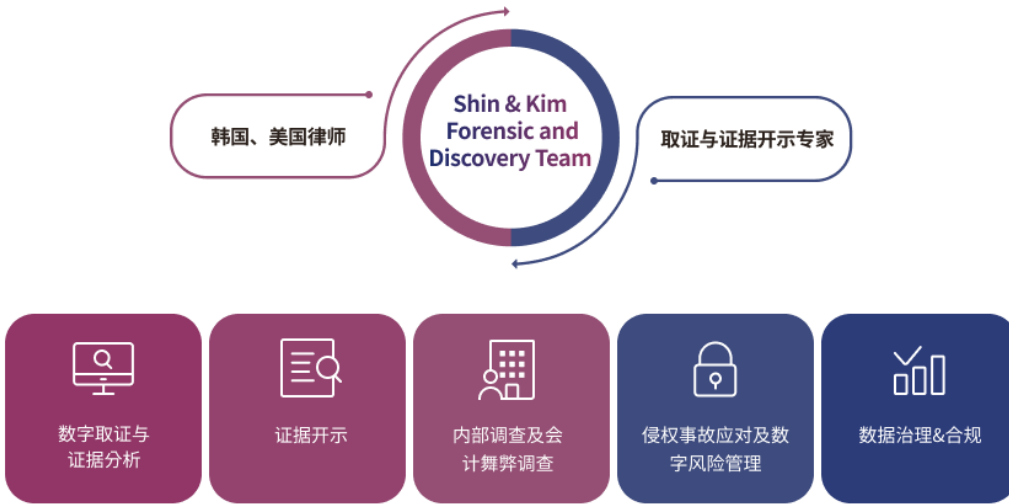 Shin & Kim
Forensic and
Discovery Team
韩国、美国律师
取证与证据开示专家
数字取证与
证据分析
证据开示
内部调查及会
计舞弊调查
侵权事故应对及数
字风险管理
数据治理&合规